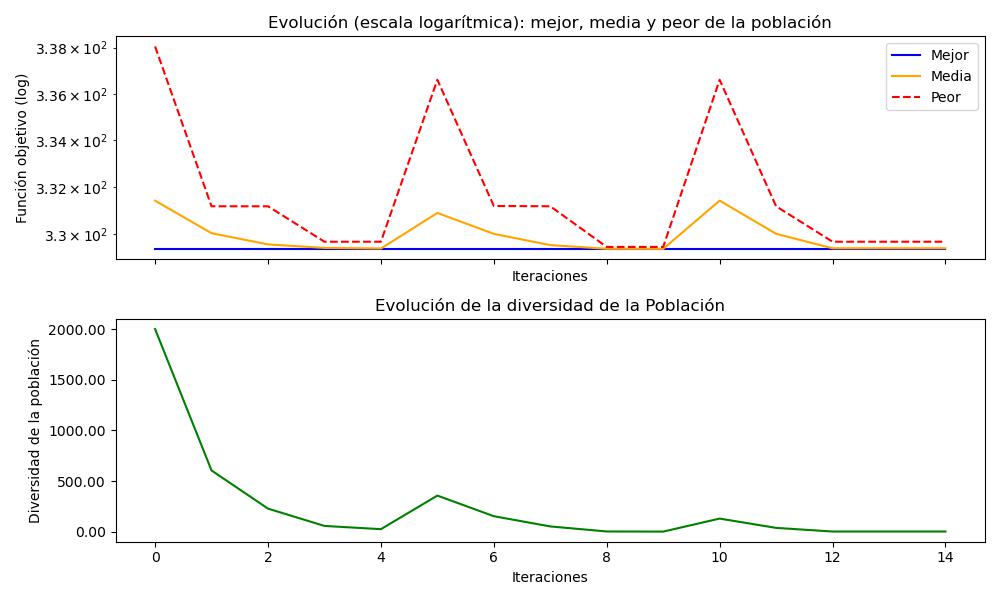 Evolución (escala logarítmica): mejor, media y peor de la población
Función objetivo (log)
3.38 × 10²
3.36 × 10²
3.34 × 10²
3.32 × 10²
3.3 × 10²
Mejor
Media
Peor
Iteraciones
Evolución de la diversidad de la Población
Diversidad de la población
2000.00
1500.00
1000.00
500.00
0.00
0 2 4 6 8 10 12 14
Iteraciones